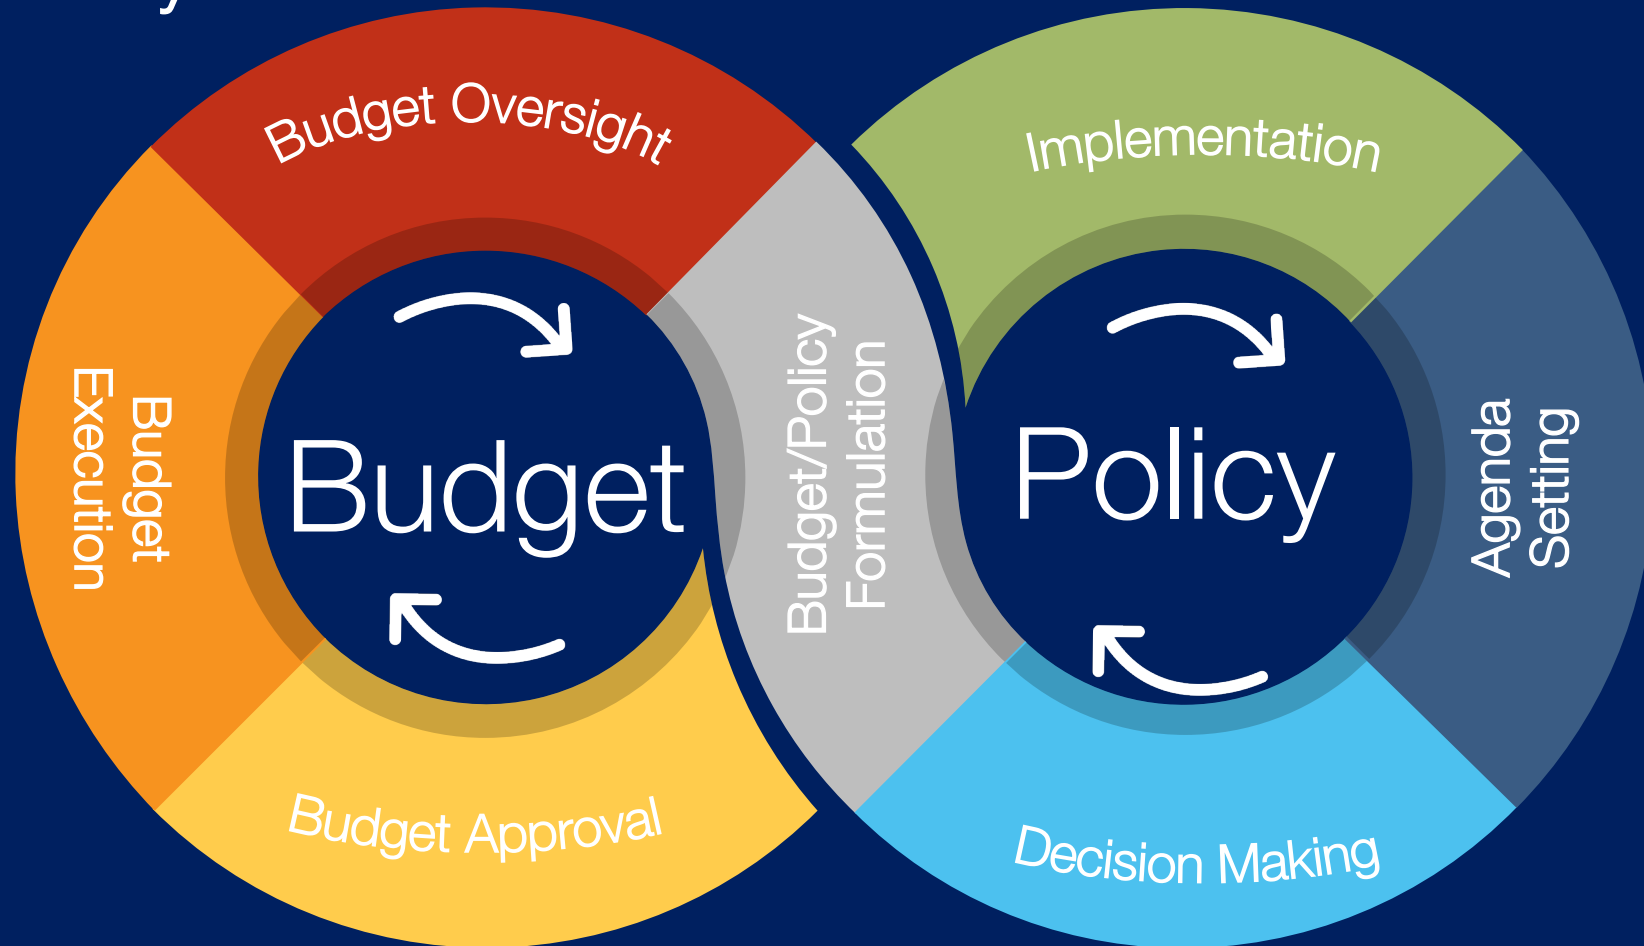 Budget Oversight
Implementation
Budget
Execution
Budget
Budget/Policy
Formulation
Policy
Agenda
Setting
Budget Approval
Decision Making